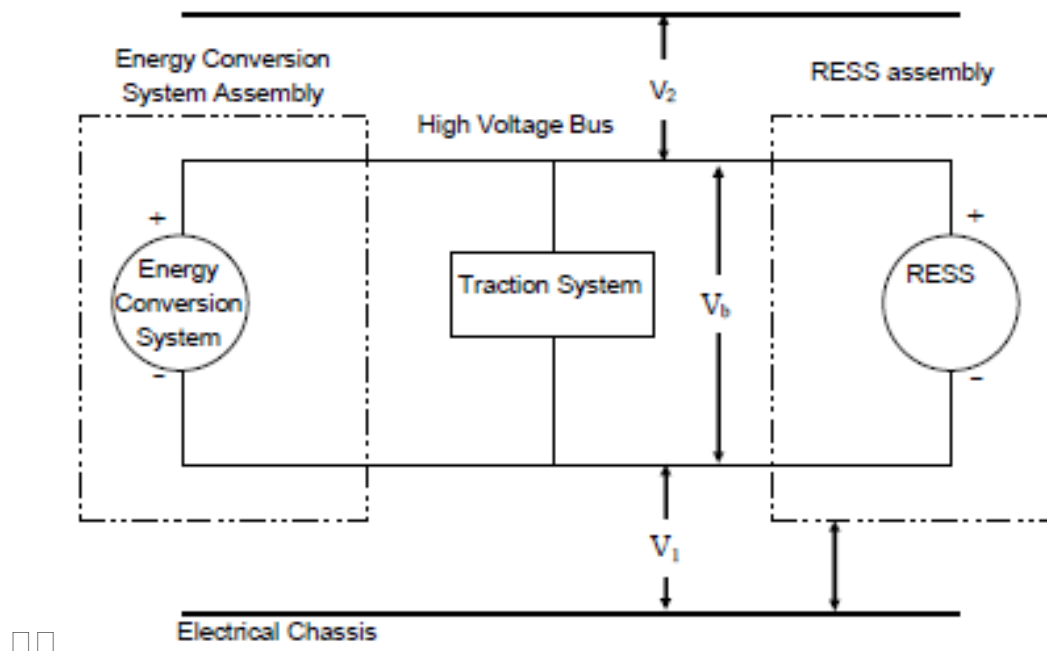 Energy Conversion
System Assembly
RESS assembly
V₂
High Voltage Bus
+
+
Energy
Conversion
System
Traction System
V_b
RESS
-
-
V₁
Electrical Chassis